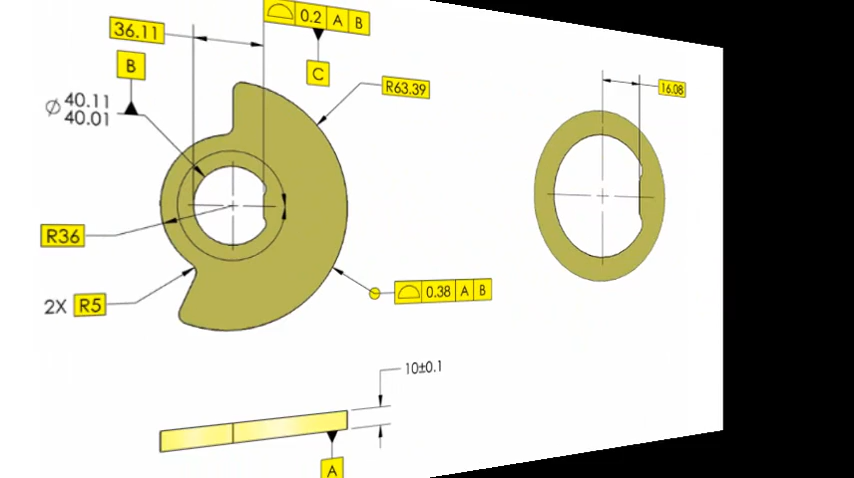 0.2 A B
36.11
C
B
R63.39
16.08
Ø 40.11
40.01
R36
0.38 A B
2X R5
10±0.1
A